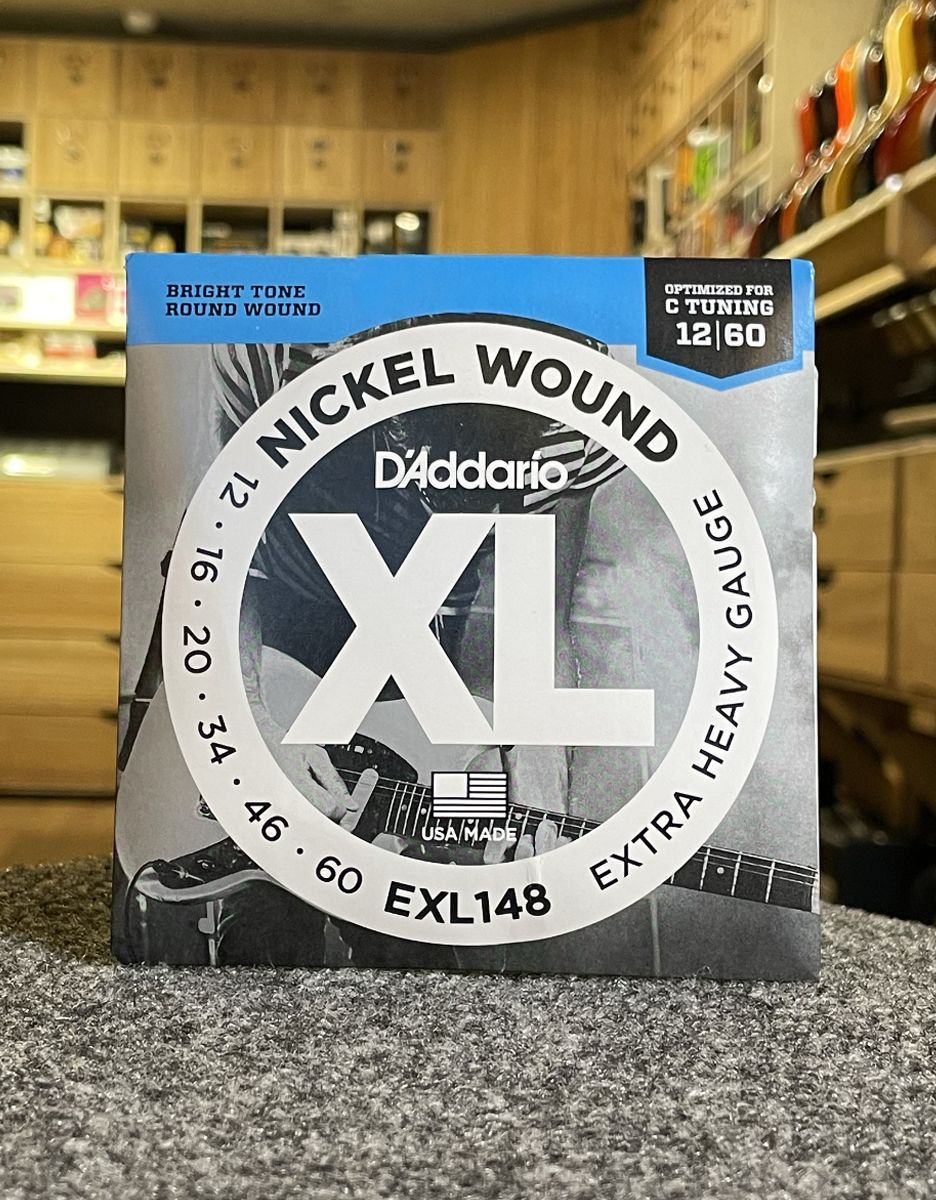 BRIGHT TONE
ROUND WOUND
OPTIMIZED FOR
C TUNING
12|60
NICKEL WOUND
D'Addario
XL
USA MADE
12 · 16 · 20 · 34 · 46 · 60
EXL148
EXTRA HEAVY GAUGE